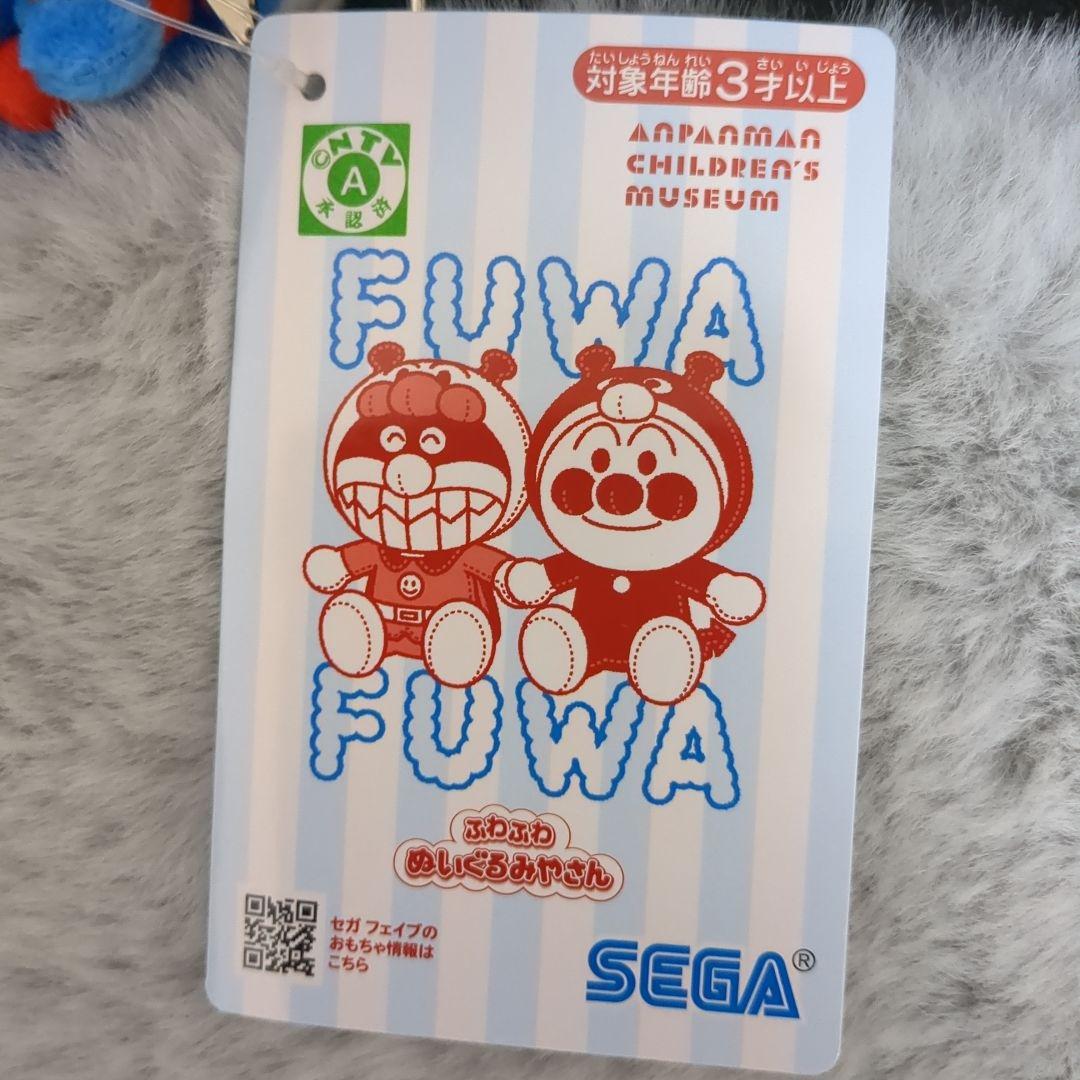 たいしょうねんれい さいいじょう
対象年齢3才以上
ANPANMAN
CHILDREN'S
MUSEUM
©NTV
A
承認済
FUWA
FUWA
ふわふわ
ぬいぐるみやさん
セガ フェイブの
おもちゃ情報は
こちら
SEGA®